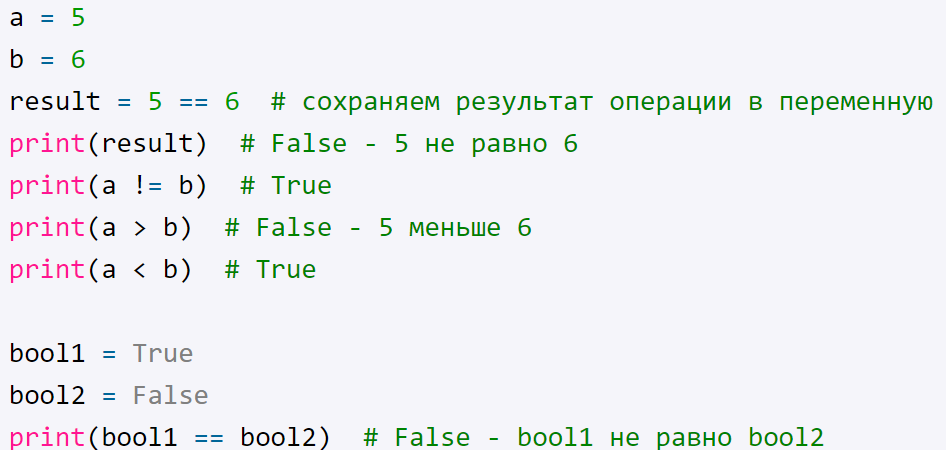 a = 5
b = 6
result = 5 == 6  # сохраняем результат операции в переменную
print(result)  # False - 5 не равно 6
print(a != b)  # True
print(a > b)  # False - 5 меньше 6
print(a < b)  # True
bool1 = True
bool2 = False
print(bool1 == bool2)  # False - bool1 не равно bool2